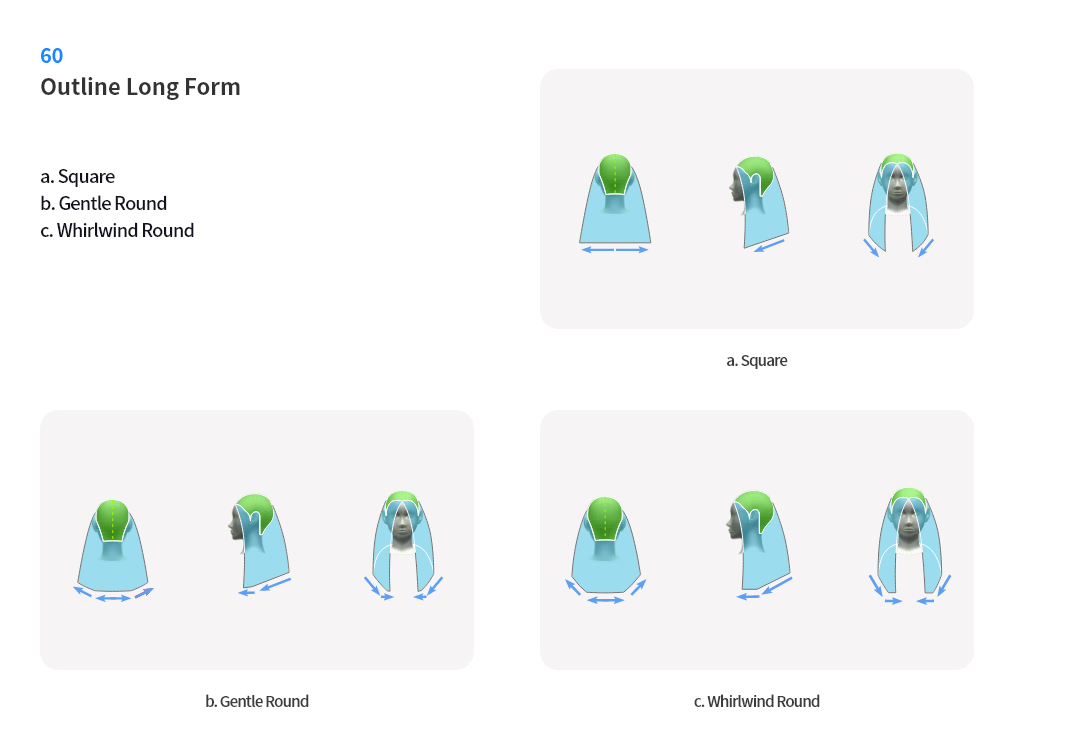 60
Outline Long Form
a. Square
b. Gentle Round
c. Whirlwind Round
a. Square
b. Gentle Round
c. Whirlwind Round